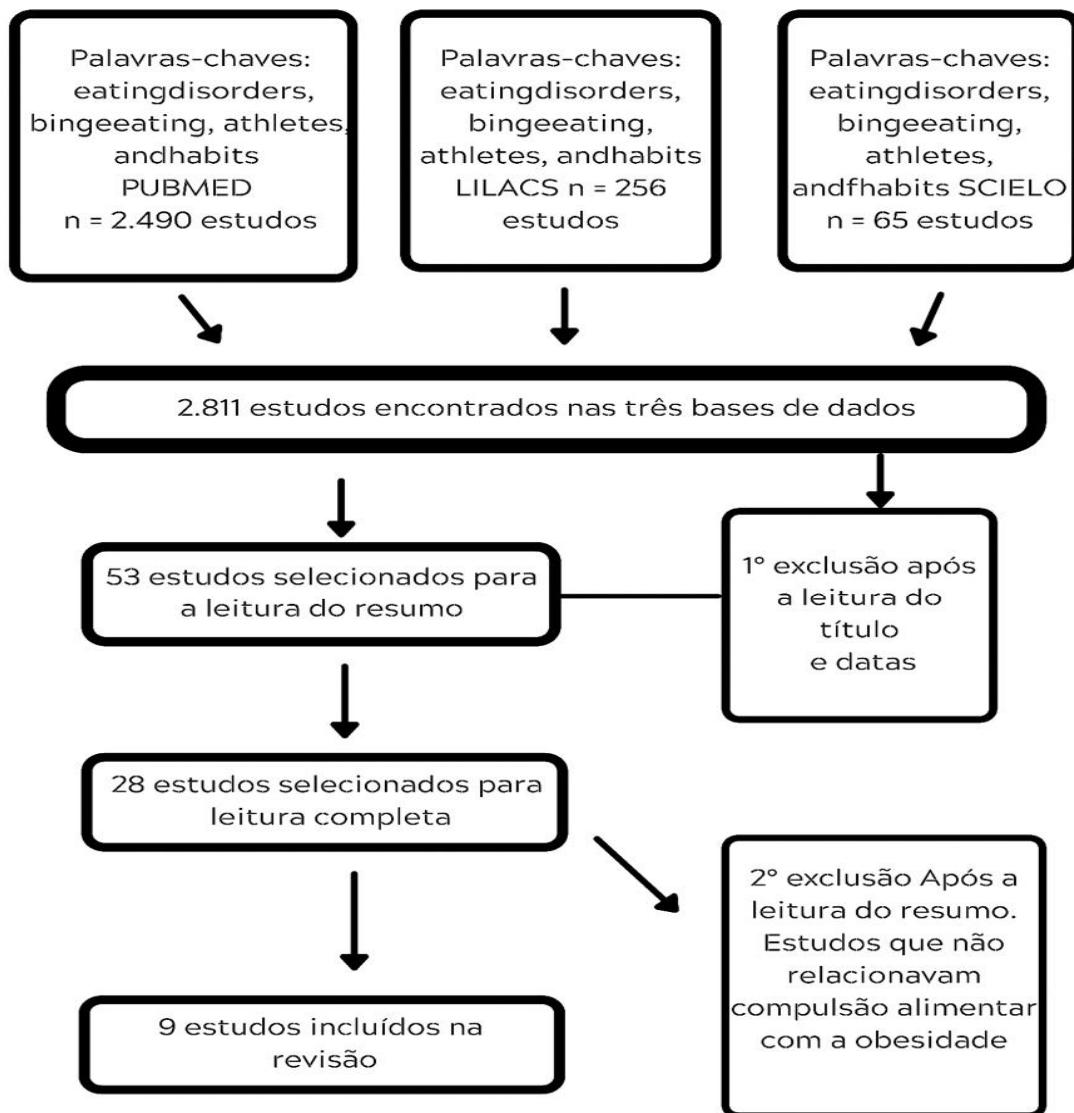 Palavras-chaves:
eatingdisorders,
bingeeating, athletes,
andhabits
PUBMED
n = 2.490 estudos
Palavras-chaves:
eatingdisorders,
bingeeating,
athletes, andhabits
LILACS n = 256
estudos
Palavras-chaves:
eatingdisorders,
bingeeating,
athletes,
andfhabits SCIELO
n = 65 estudos
2.811 estudos encontrados nas três bases de dados
53 estudos selecionados para
a leitura do resumo
1° exclusão após
a leitura do
título
e datas
28 estudos selecionados para
leitura completa
2° exclusão Após a
leitura do resumo.
Estudos que não
relacionavam
compulsão alimentar
com a obesidade
9 estudos incluídos na
revisão